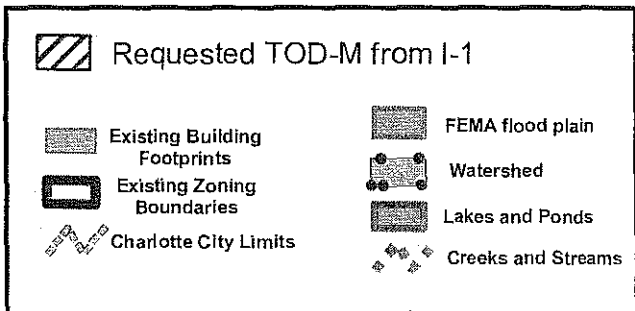 Requested TOD-M from I-1
Existing Building
Footprints
Existing Zoning
Boundaries
Charlotte City Limits
FEMA flood plain
Watershed
Lakes and Ponds
Creeks and Streams